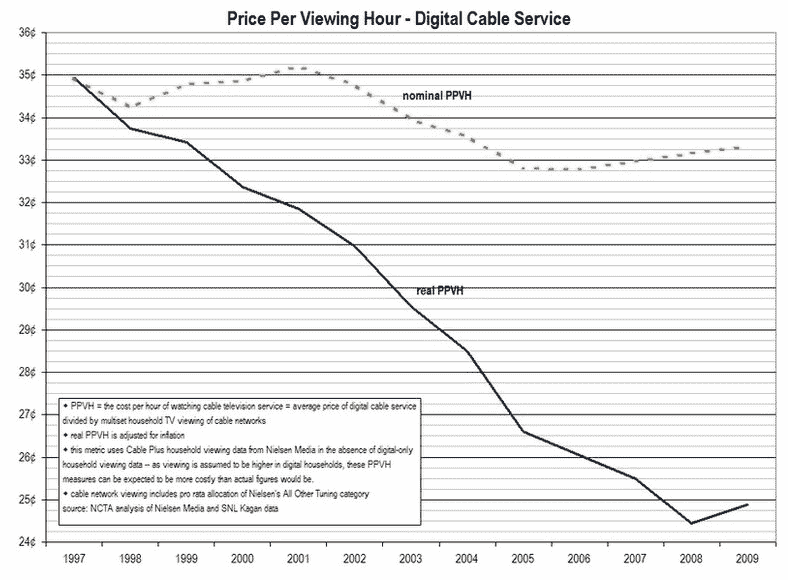 Price Per Viewing Hour - Digital Cable Service
36¢
35¢
34¢
33¢
32¢
31¢
30¢
29¢
28¢
27¢
26¢
25¢
24¢
nominal PPVH
real PPVH
♦ PPVH = the cost per hour of watching cable television service = average price of digital cable service
divided by multiset household TV viewing of cable networks
♦ real PPVH is adjusted for inflation
♦ this metric uses Cable Plus household viewing data from Nielsen Media in the absence of digital-only
household viewing data – as viewing is assumed to be higher in digital households, these PPVH
measures can be expected to be more costly than actual figures would be.
♦ cable network viewing includes pro rata allocation of Nielsen's All Other Tuning category
source: NCTA analysis of Nielsen Media and SNL Kagan data
1997 1998 1999 2000 2001 2002 2003 2004 2005 2006 2007 2008 2009